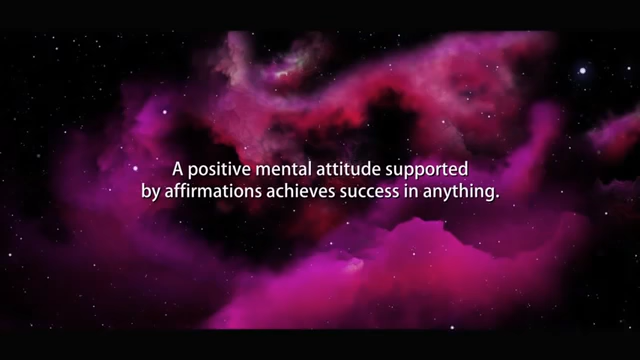 A positive mental attitude supported
by affirmations achieves success in anything.